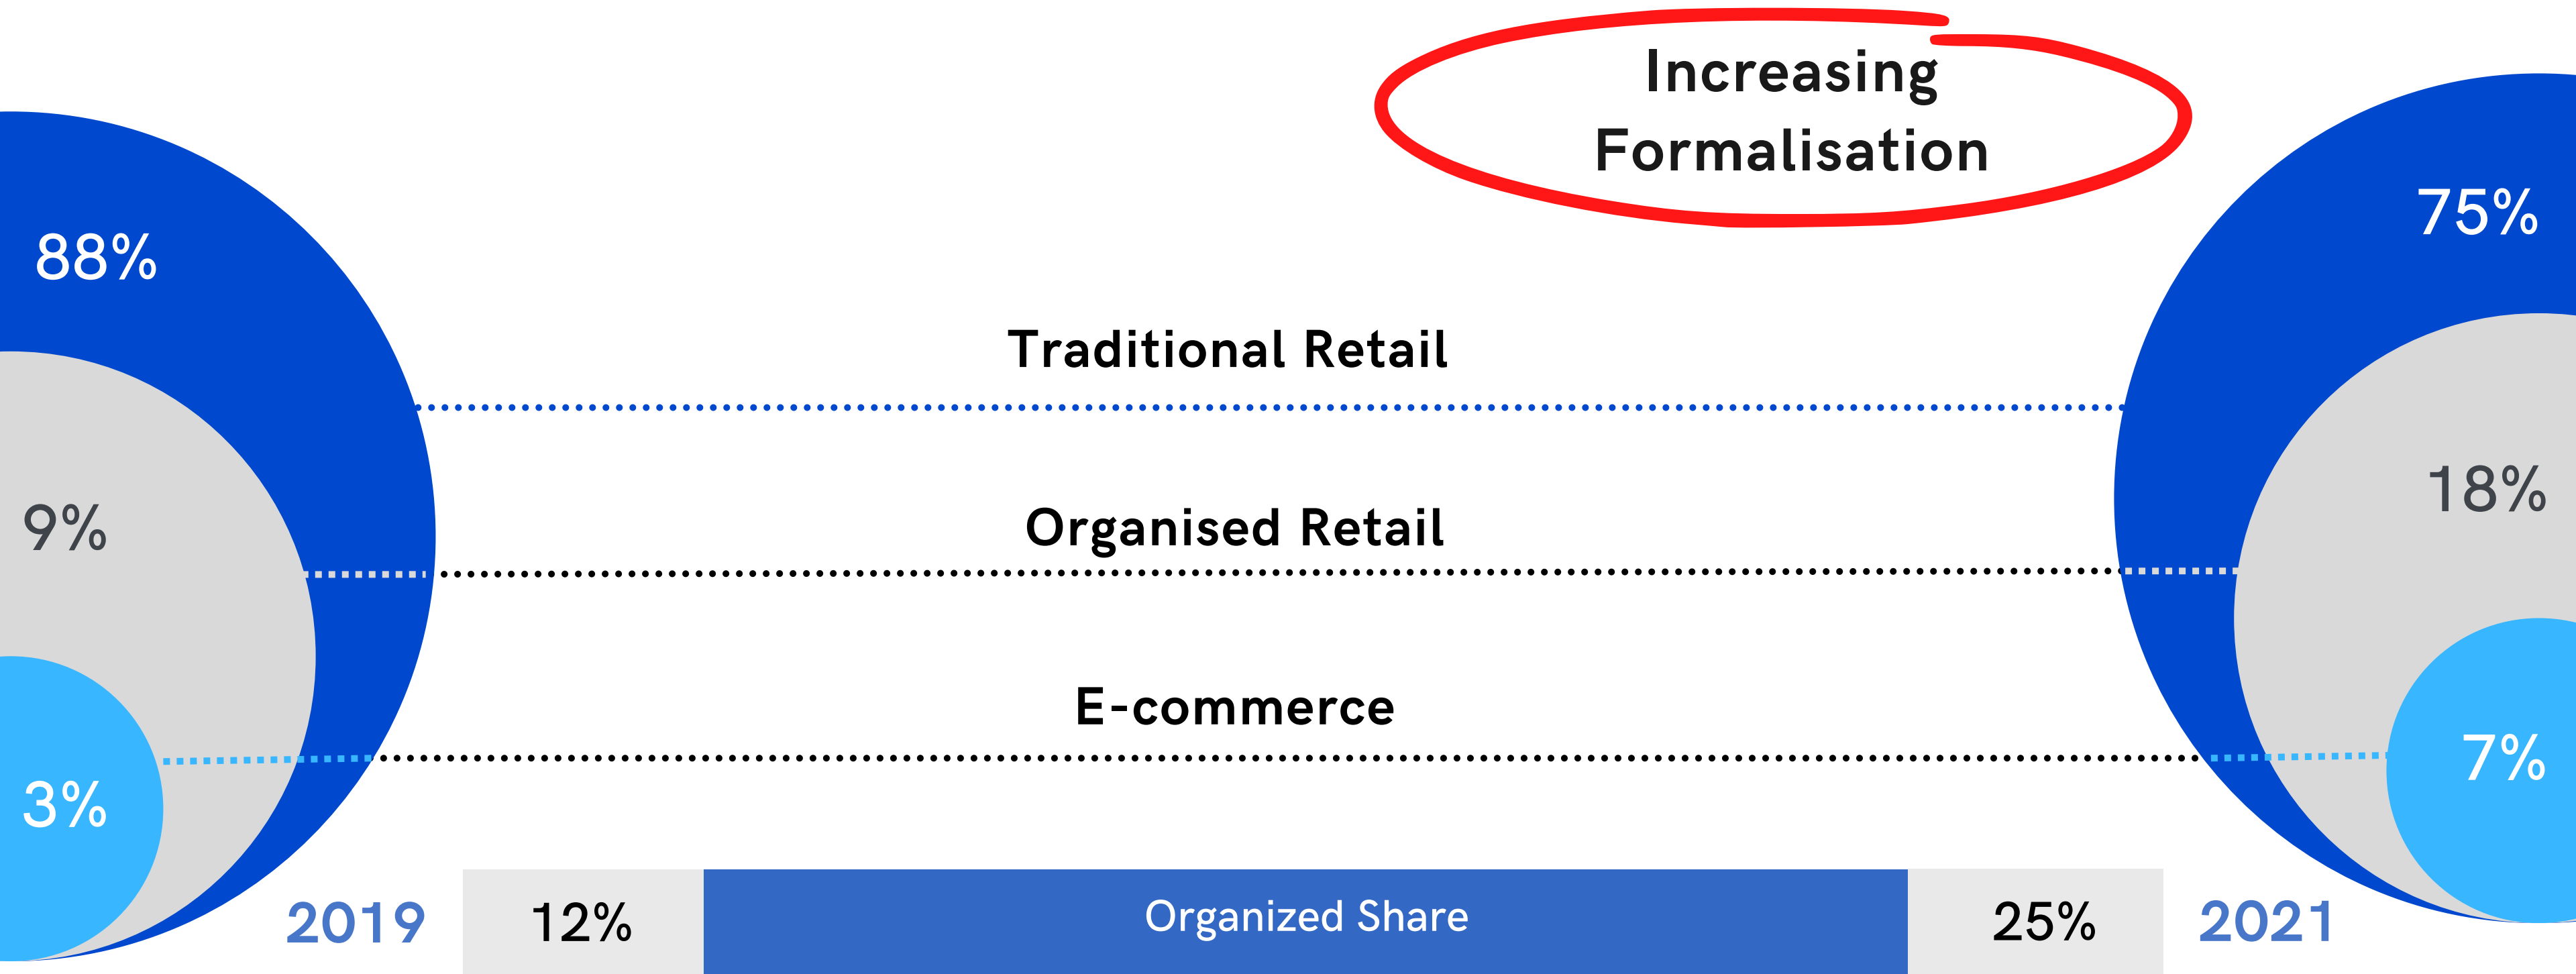 Increasing
Formalisation
88%
75%
Traditional Retail
9%
Organised Retail
18%
3%
E-commerce
7%
2019
12%
Organized Share
25%
2021